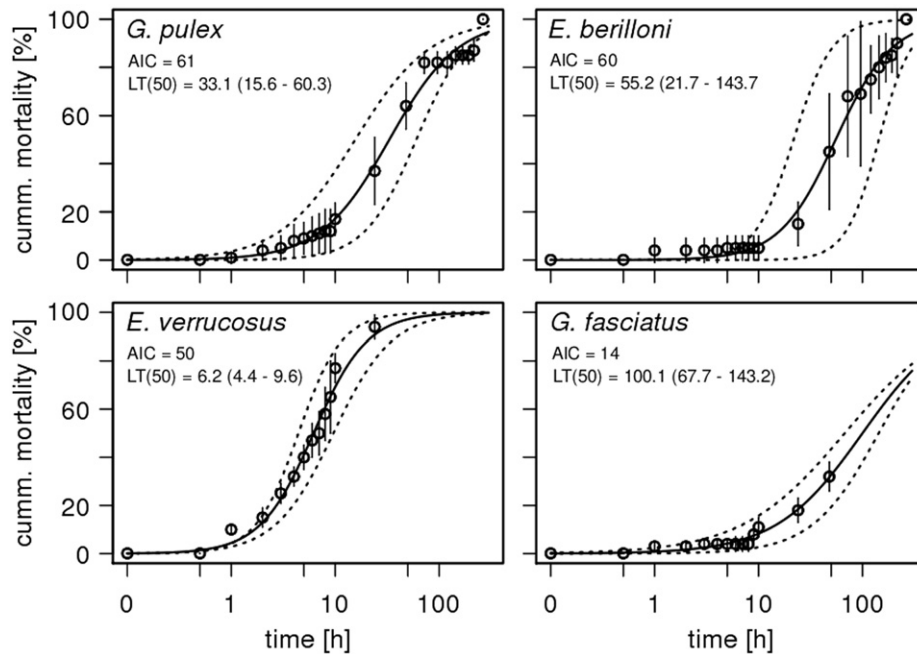 G. pulex
AIC = 61
LT(50) = 33.1 (15.6 - 60.3)
E. berilloni
AIC = 60
LT(50) = 55.2 (21.7 - 143.7
cumm. mortality [%]
100
60
20
0
E. verrucosus
AIC = 50
LT(50) = 6.2 (4.4 - 9.6)
G. fasciatus
AIC = 14
LT(50) = 100.1 (67.7 - 143.2)
cumm. mortality [%]
100
60
20
0
0 1 10 100
0 1 10 100
time [h]
time [h]